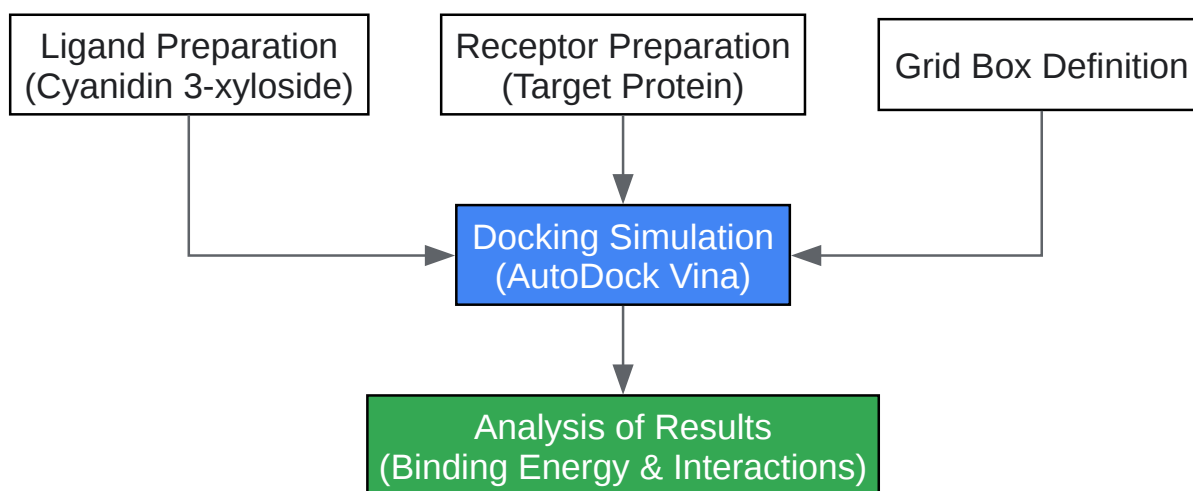 Ligand Preparation
(Cyanidin 3-xyloside)
Receptor Preparation
(Target Protein)
Grid Box Definition
Docking Simulation
(AutoDock Vina)
Analysis of Results
(Binding Energy & Interactions)